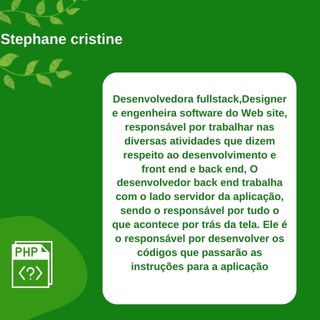 Stephane cristine
Desenvolvedora fullstack,Designer
e engenheira software do Web site,
responsável por trabalhar nas
diversas atividades que dizem
respeito ao desenvolvimento e
front end e back end, O
desenvolvedor back end trabalha
com o lado servidor da aplicação,
sendo o responsável por tudo o
que acontece por trás da tela. Ele é
o responsável por desenvolver os
códigos que passarão as
instruções para a aplicação
PHP
<?>